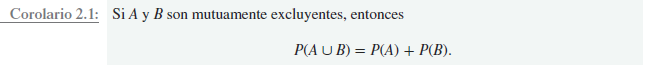 Corolario 2.1: Si A y B son mutuamente excluyentes, entonces
P(A ∪ B) = P(A) + P(B).